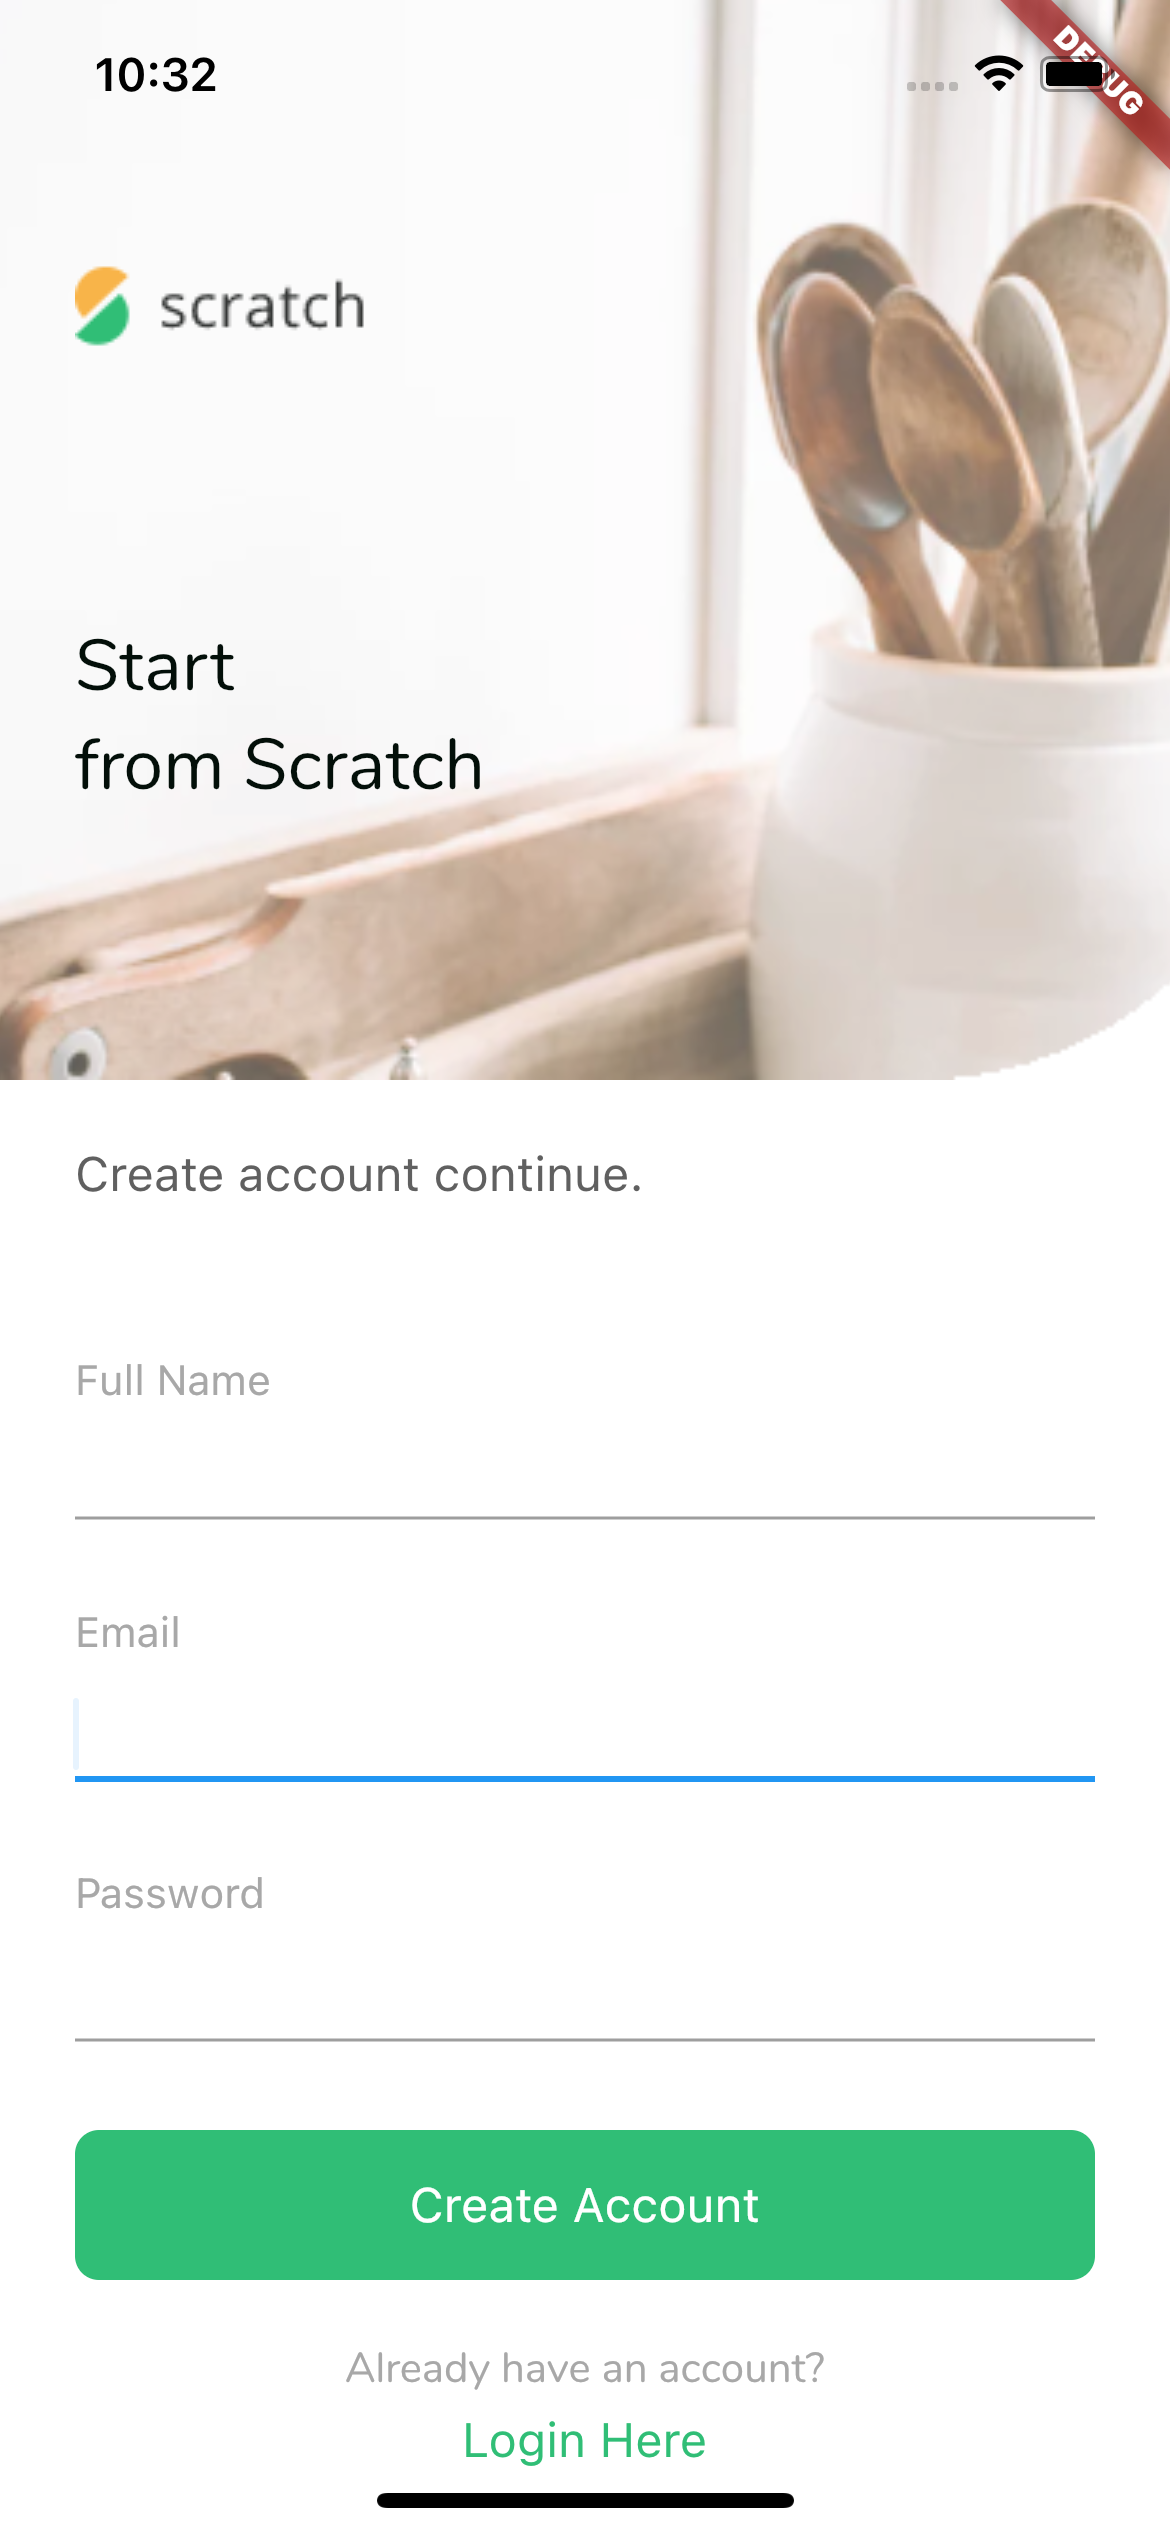 10:32
DEBUG
scratch
Start
from Scratch
Create account continue.
Full Name
Email
Password
Create Account
Already have an account?
Login Here